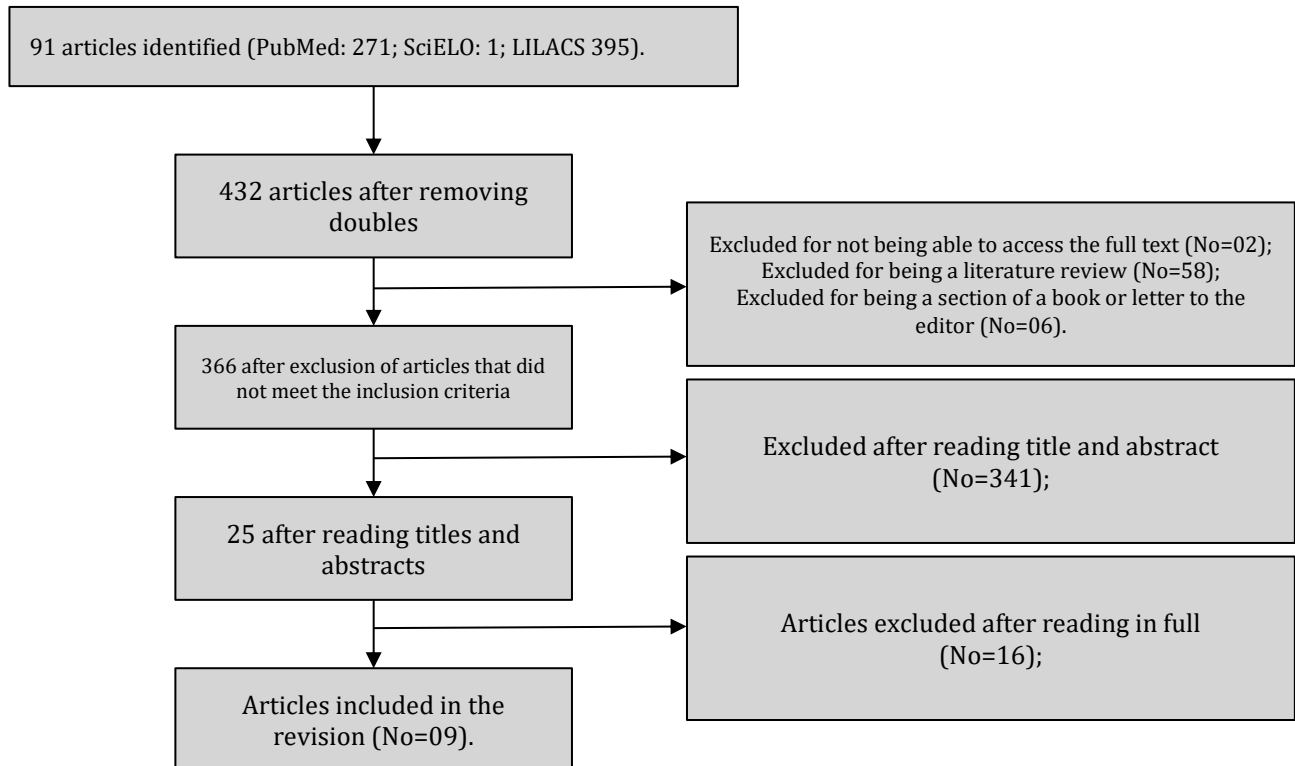 91 articles identified (PubMed: 271; SciELO: 1; LILACS 395).
432 articles after removing
doubles
Excluded for not being able to access the full text (No=02);
Excluded for being a literature review (No=58);
Excluded for being a section of a book or letter to the
editor (No=06).
366 after exclusion of articles that did
not meet the inclusion criteria
Excluded after reading title and abstract
(No=341);
25 after reading titles and
abstracts
Articles excluded after reading in full
(No=16);
Articles included in the
revision (No=09).